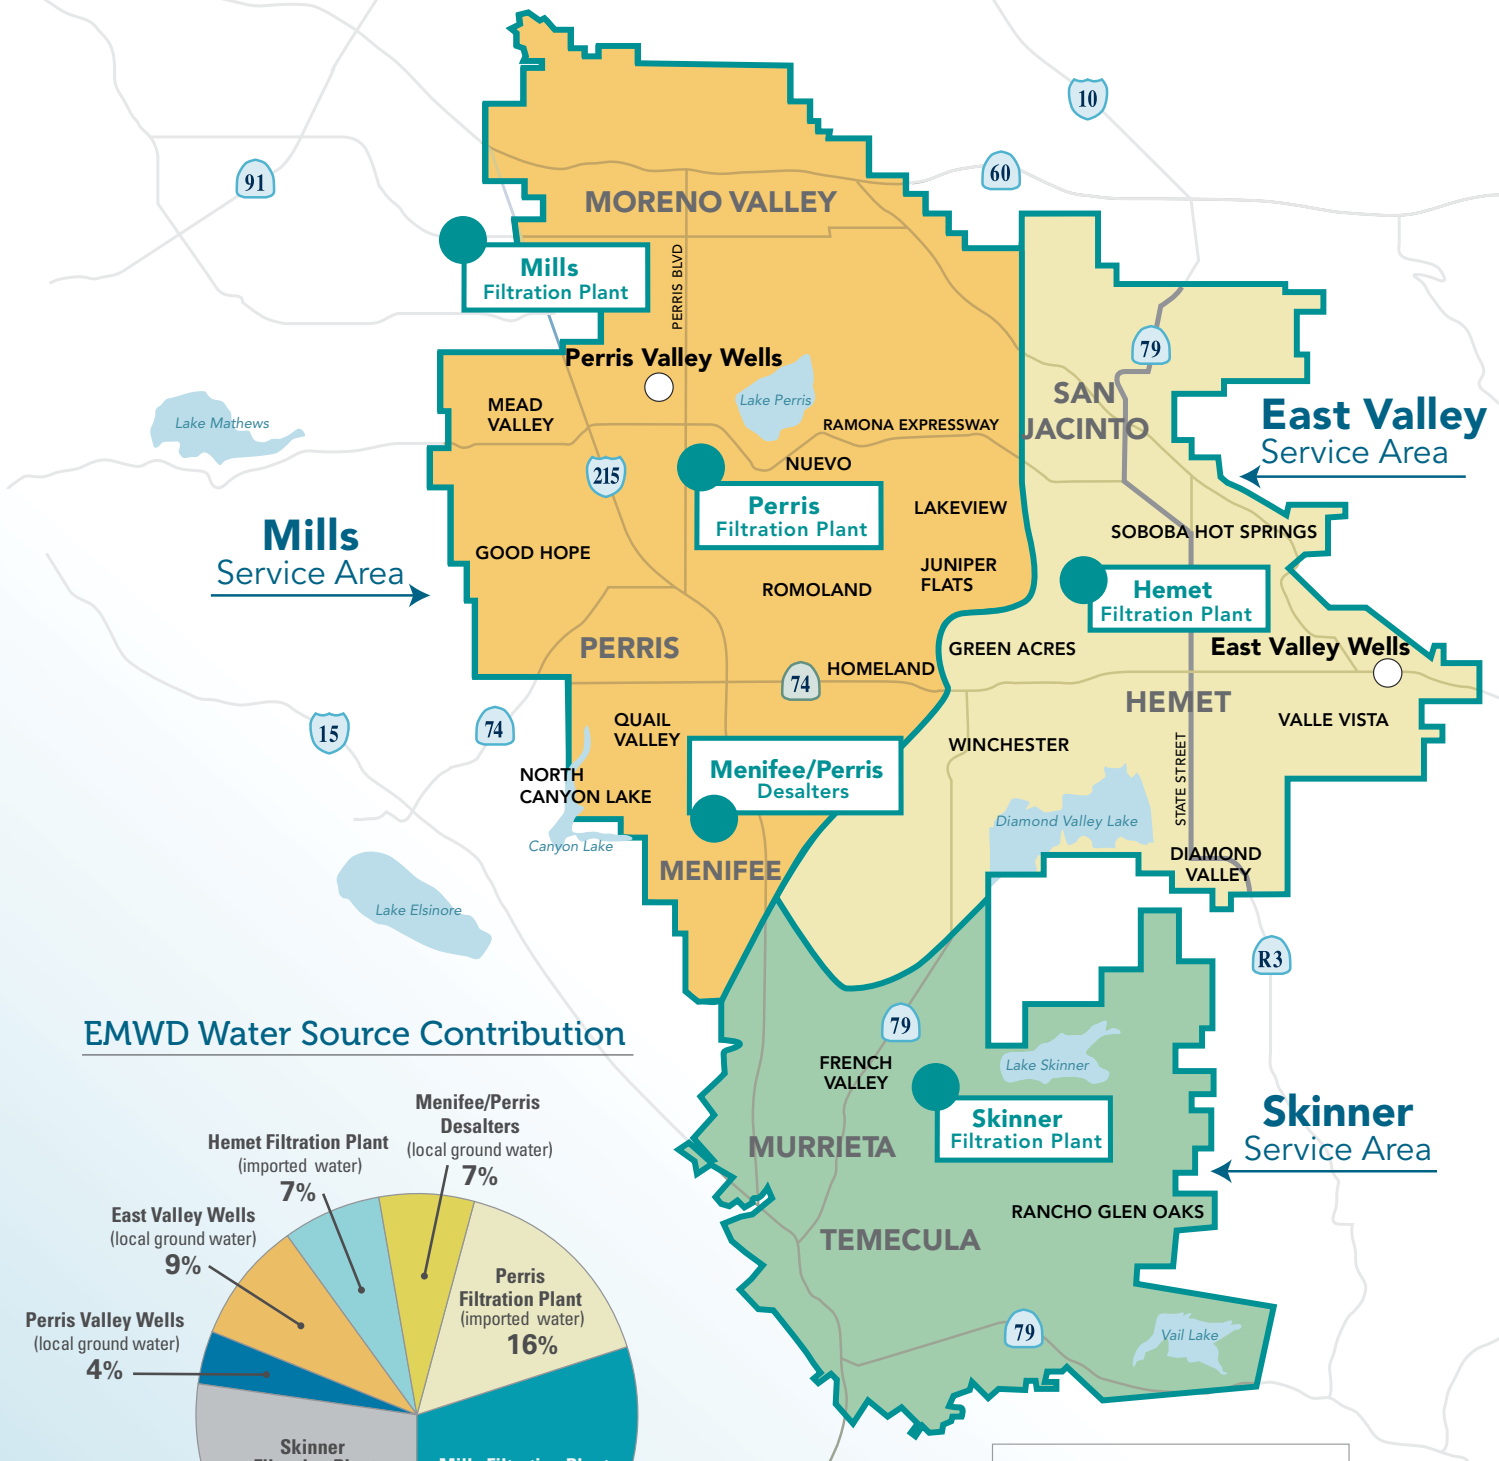 10
91
60
MORENO VALLEY
Mills
Filtration Plant
PERRIS BLVD
79
Perris Valley Wells
Lake Perris
MEAD
VALLEY
SAN
JACINTO
East Valley
Service Area
Lake Mathews
RAMONA EXPRESSWAY
NUEVO
215
Perris
Filtration Plant
LAKEVIEW
SOBOBA HOT SPRINGS
Mills
Service Area
GOOD HOPE
JUNIPER
FLATS
ROMOLAND
Hemet
Filtration Plant
PERRIS
GREEN ACRES
East Valley Wells
HOMELAND
74
HEMET
15
74
QUAIL
VALLEY
VALLE VISTA
WINCHESTER
STATE STREET
NORTH
CANYON LAKE
Menifee/Perris
Desalters
Diamond Valley Lake
Canyon Lake
DIAMOND
VALLEY
MENIFEE
Lake Elsinore
R3
79
EMWD Water Source Contribution
FRENCH
VALLEY
Lake Skinner
Skinner
Filtration Plant
Skinner
Service Area
MURRIETA
RANCHO GLEN OAKS
TEMECULA
79
Vail Lake
Menifee/Perris
Desalters
(local ground water)
7%
Hemet Filtration Plant
(imported water)
7%
East Valley Wells
(local ground water)
9%
Perris
Filtration Plant
(imported water)
16%
Perris Valley Wells
(local ground water)
4%
Skinner
Filtration Plant
Mills Filtration Plant